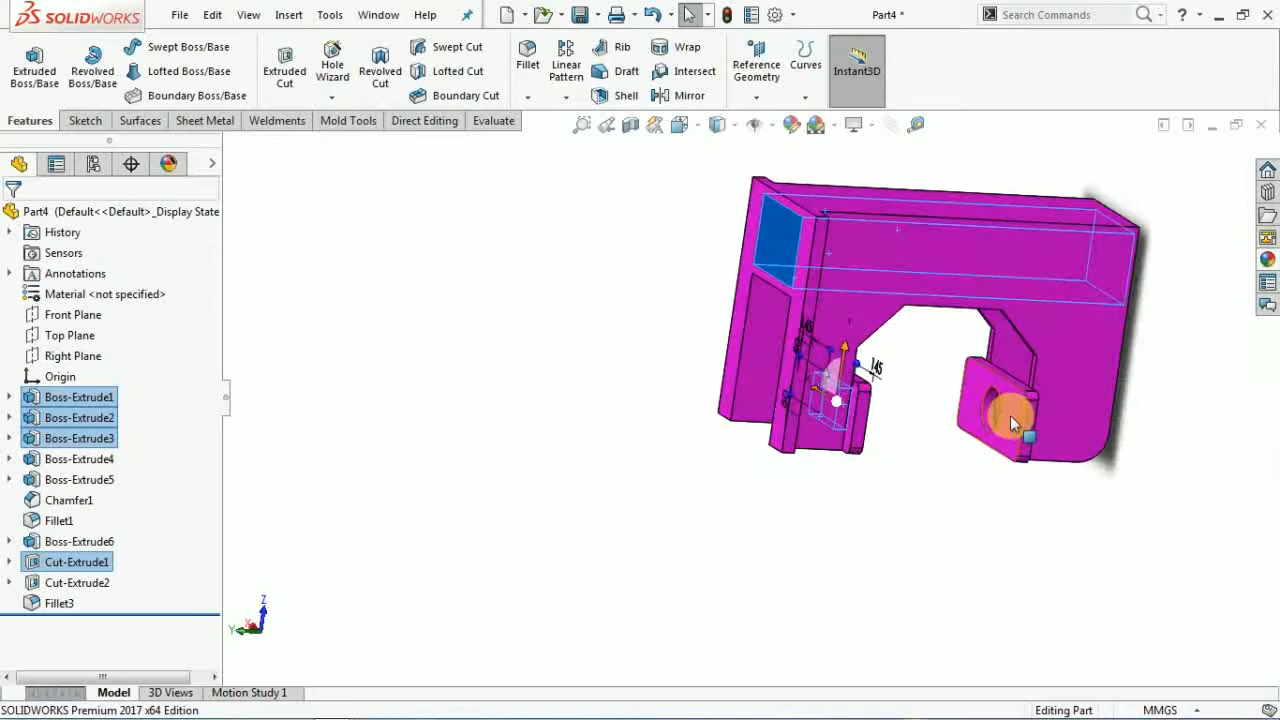 SOLIDWORKS File Edit View Insert Tools Window Help Part4 * Search Commands
Extruded Boss/Base Revolved Boss/Base Swept Boss/Base Lofted Boss/Base Boundary Boss/Base Extruded Cut Hole Wizard Revolved Cut Swept Cut Lofted Cut Boundary Cut Fillet Linear Pattern Rib Draft Shell Wrap Intersect Mirror Reference Geometry Curves Instant3D
Features Sketch Surfaces Sheet Metal Weldments Mold Tools Direct Editing Evaluate
Part4 (Default<<Default>_Display State
History
Sensors
Annotations
Material <not specified>
Front Plane
Top Plane
Right Plane
Origin
Boss-Extrude1
Boss-Extrude2
Boss-Extrude3
Boss-Extrude4
Boss-Extrude5
Chamfer1
Fillet1
Boss-Extrude6
Cut-Extrude1
Cut-Extrude2
Fillet3
145
Z
Y X
Model 3D Views Motion Study 1
SOLIDWORKS Premium 2017 x64 Edition Editing Part MMGS